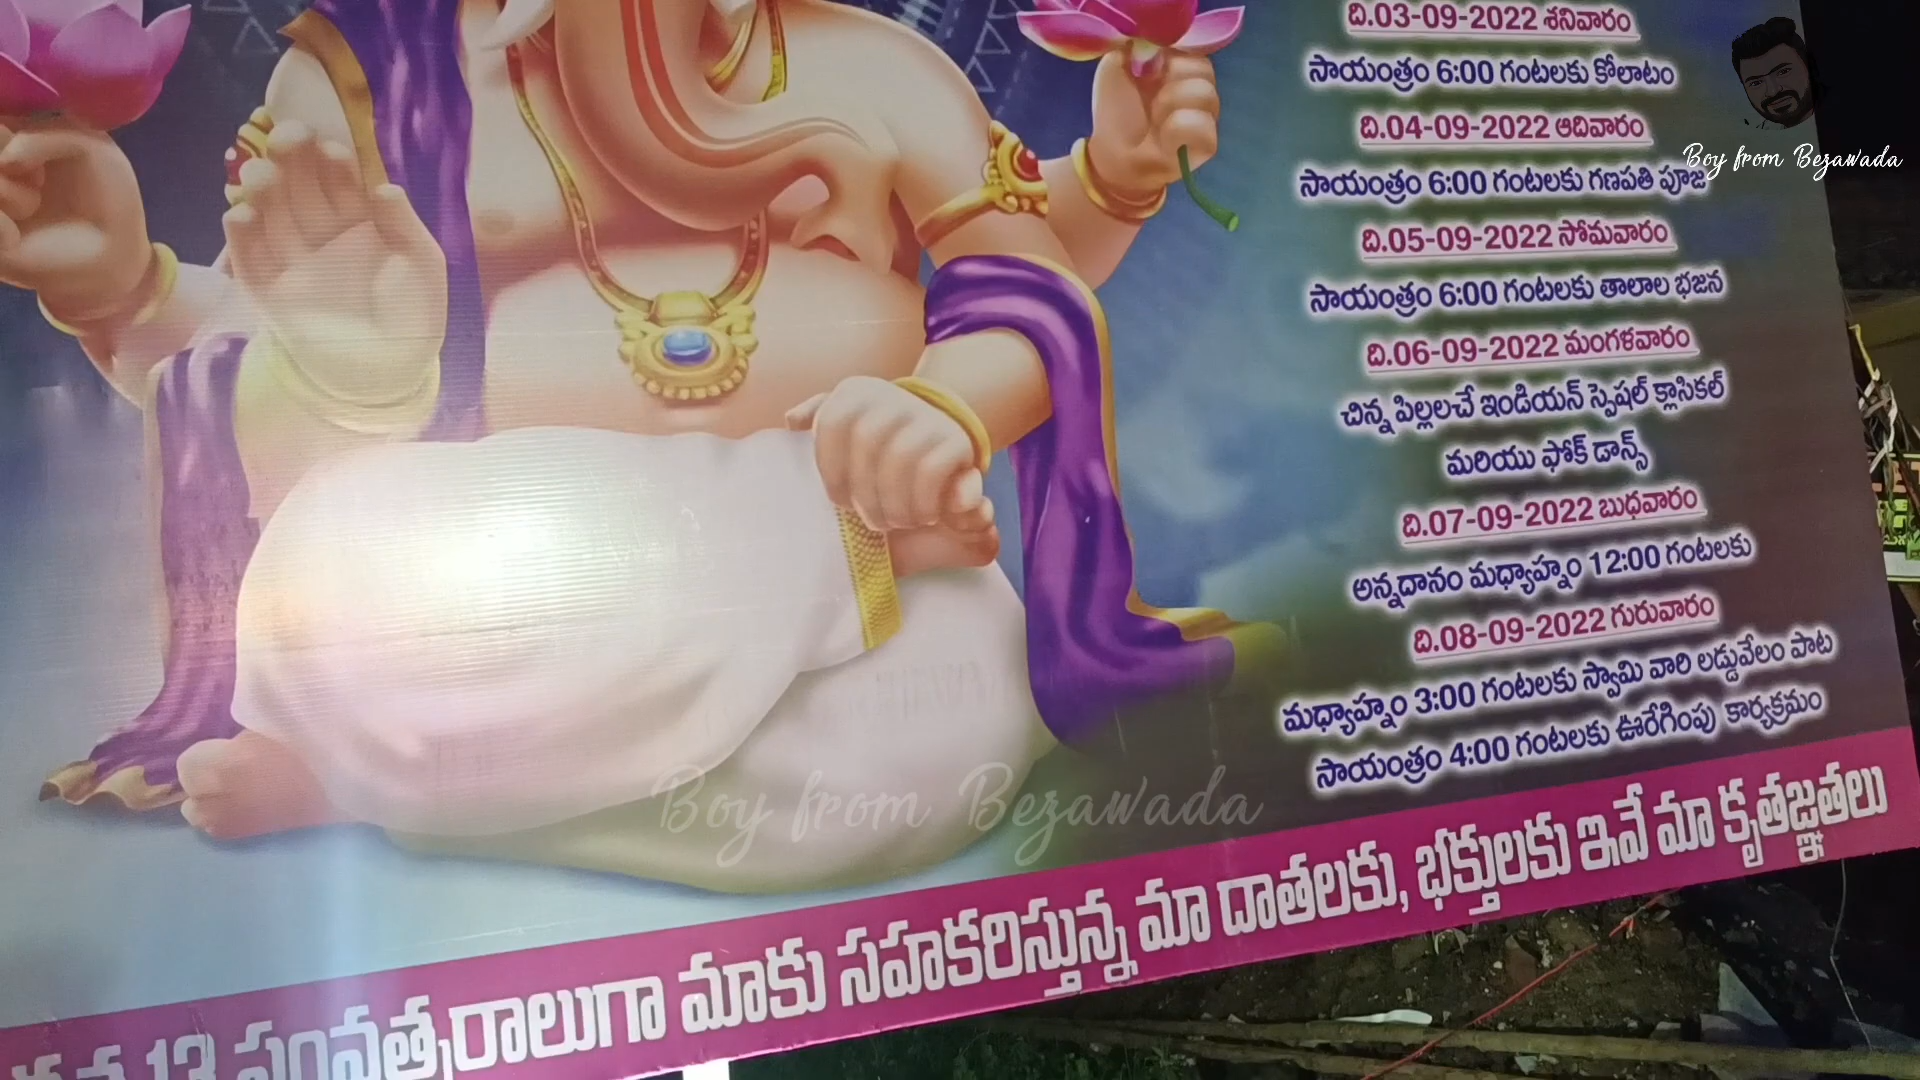 ది.03-09-2022 శనివారం
సాయంత్రం 6:00 గంటలకు కోలాటం
ది.04-09-2022 ఆదివారం
సాయంత్రం 6:00 గంటలకు గణపతి పూజ
ది.05-09-2022 సోమవారం
సాయంత్రం 6:00 గంటలకు తాలాల భజన
ది.06-09-2022 మంగళవారం
చిన్న పిల్లలచే ఇండియన్ స్పెషల్ క్లాసికల్
మరియు ఫోక్ డాన్స్
ది.07-09-2022 బుధవారం
అన్నదానం మధ్యాహ్నం 12:00 గంటలకు
ది.08-09-2022 గురువారం
మధ్యాహ్నం 3:00 గంటలకు స్వామి వారి లడ్డువేలం పాట
సాయంత్రం 4:00 గంటలకు ఊరేగింపు కార్యక్రమం
13 సంవత్సరాలుగా మాకు సహకరిస్తున్న మా దాతలకు, భక్తులకు ఇవే మా కృతజ్ఞతలు
Boy from Bezawada
Boy from Bezawada